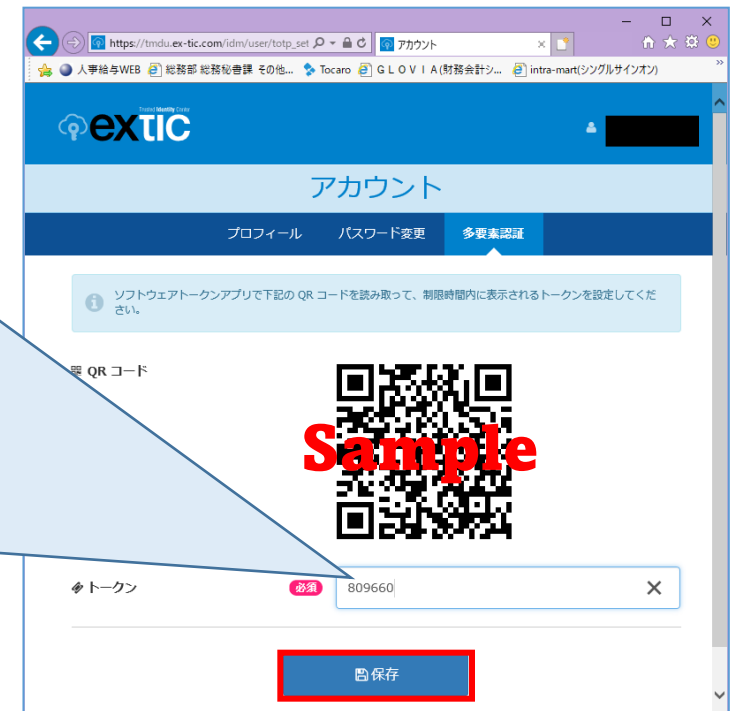 https://tmdu.ex-tic.com/idm/user/totp_set
アカウント
人事給与WEB
総務部 総務秘書課 その他...
Tocaro
ＧＬＯＶＩＡ(財務会計シ...
intra-mart(シングルサインオン)
Trusted Identity Clarity
extic
アカウント
プロフィール
パスワード変更
多要素認証
ソフトウェアトークンアプリで下記の QR コードを読み取って、制限時間内に表示されるトークンを設定してくだ
さい。
QR コード
Sample
トークン
必須
809660
保存